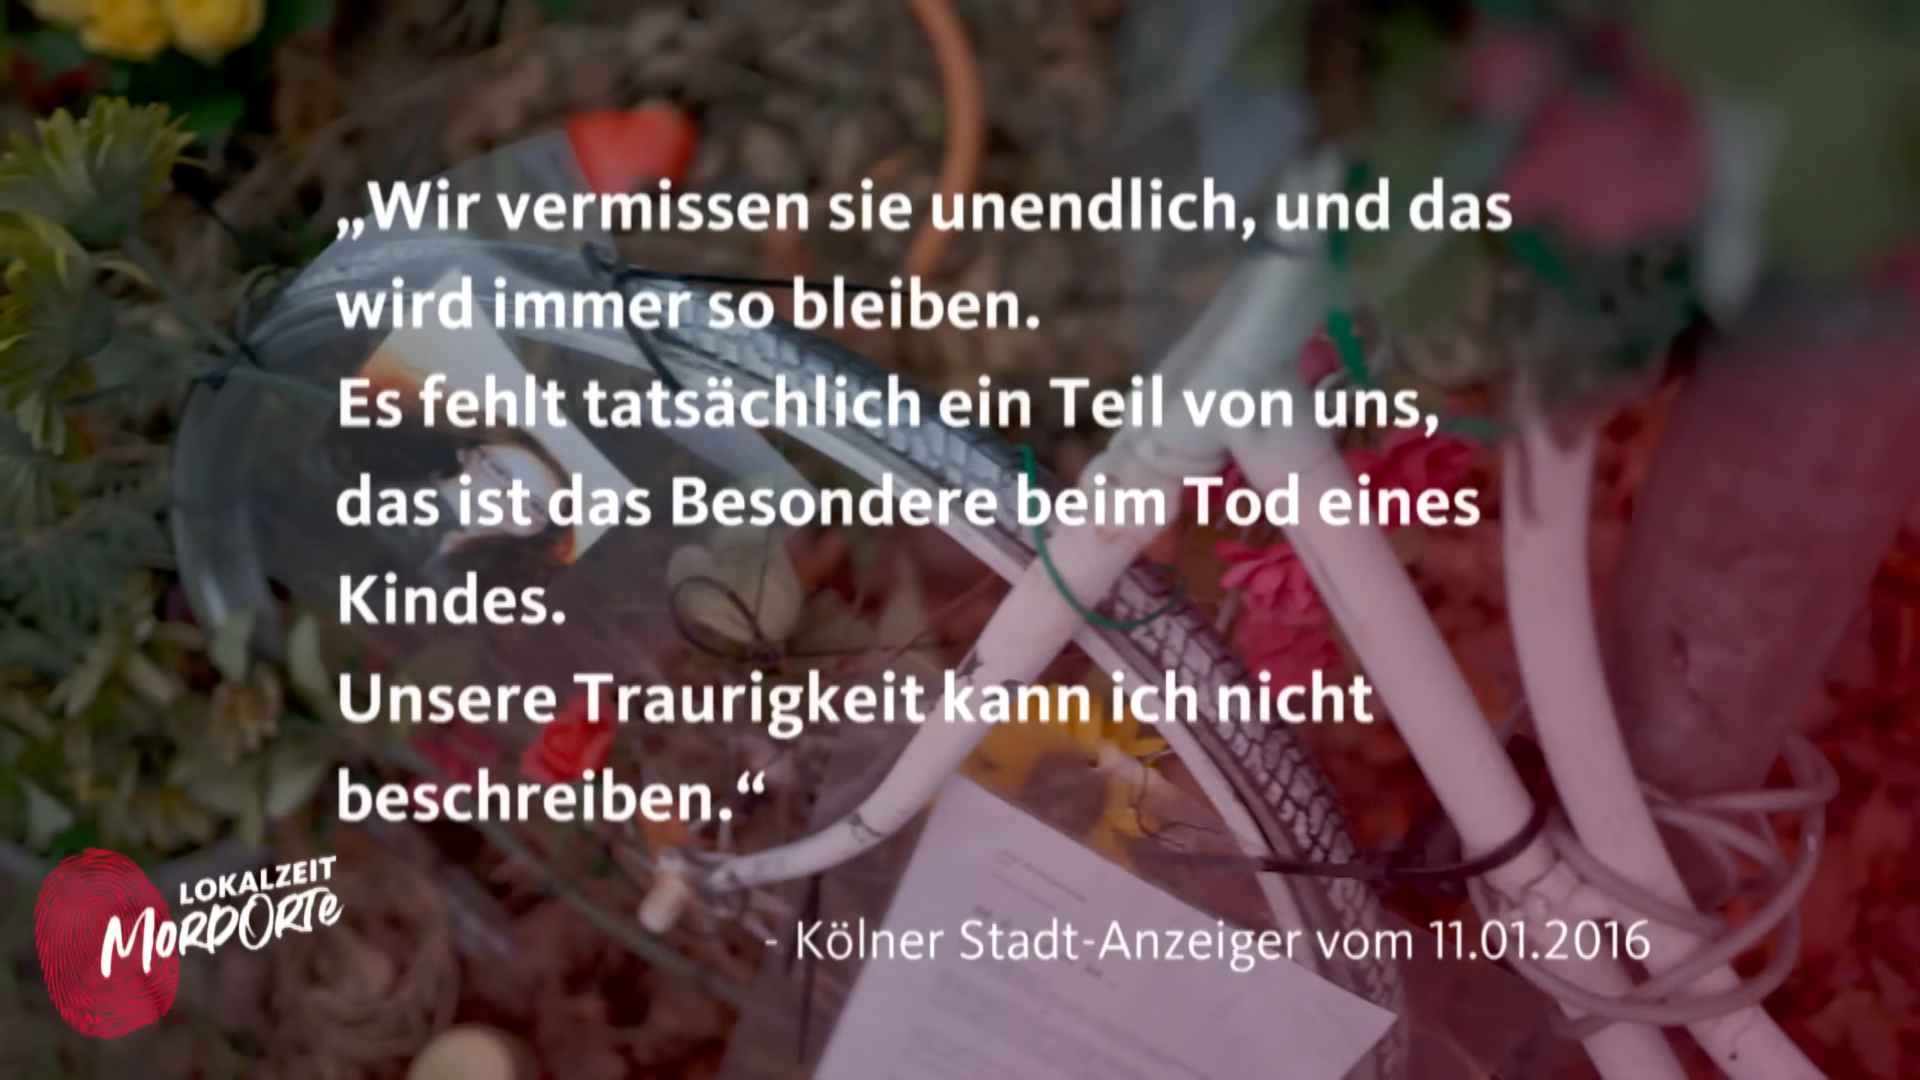 „Wir vermissen sie unendlich, und das
wird immer so bleiben.
Es fehlt tatsächlich ein Teil von uns,
das ist das Besondere beim Tod eines
Kindes.
Unsere Traurigkeit kann ich nicht
beschreiben.“
- Kölner Stadt-Anzeiger vom 11.01.2016
LOKALZEIT
MORDORTE